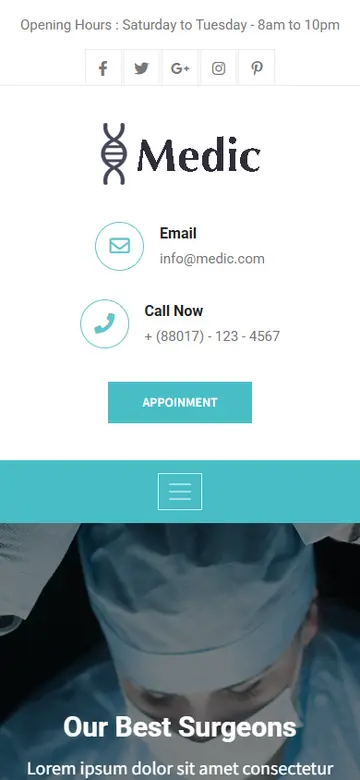 Opening Hours : Saturday to Tuesday - 8am to 10pm
Medic
Email
info@medic.com
Call Now
+ (88017) - 123 - 4567
APPOINMENT
Our Best Surgeons
Lorem ipsum dolor sit amet consectetur